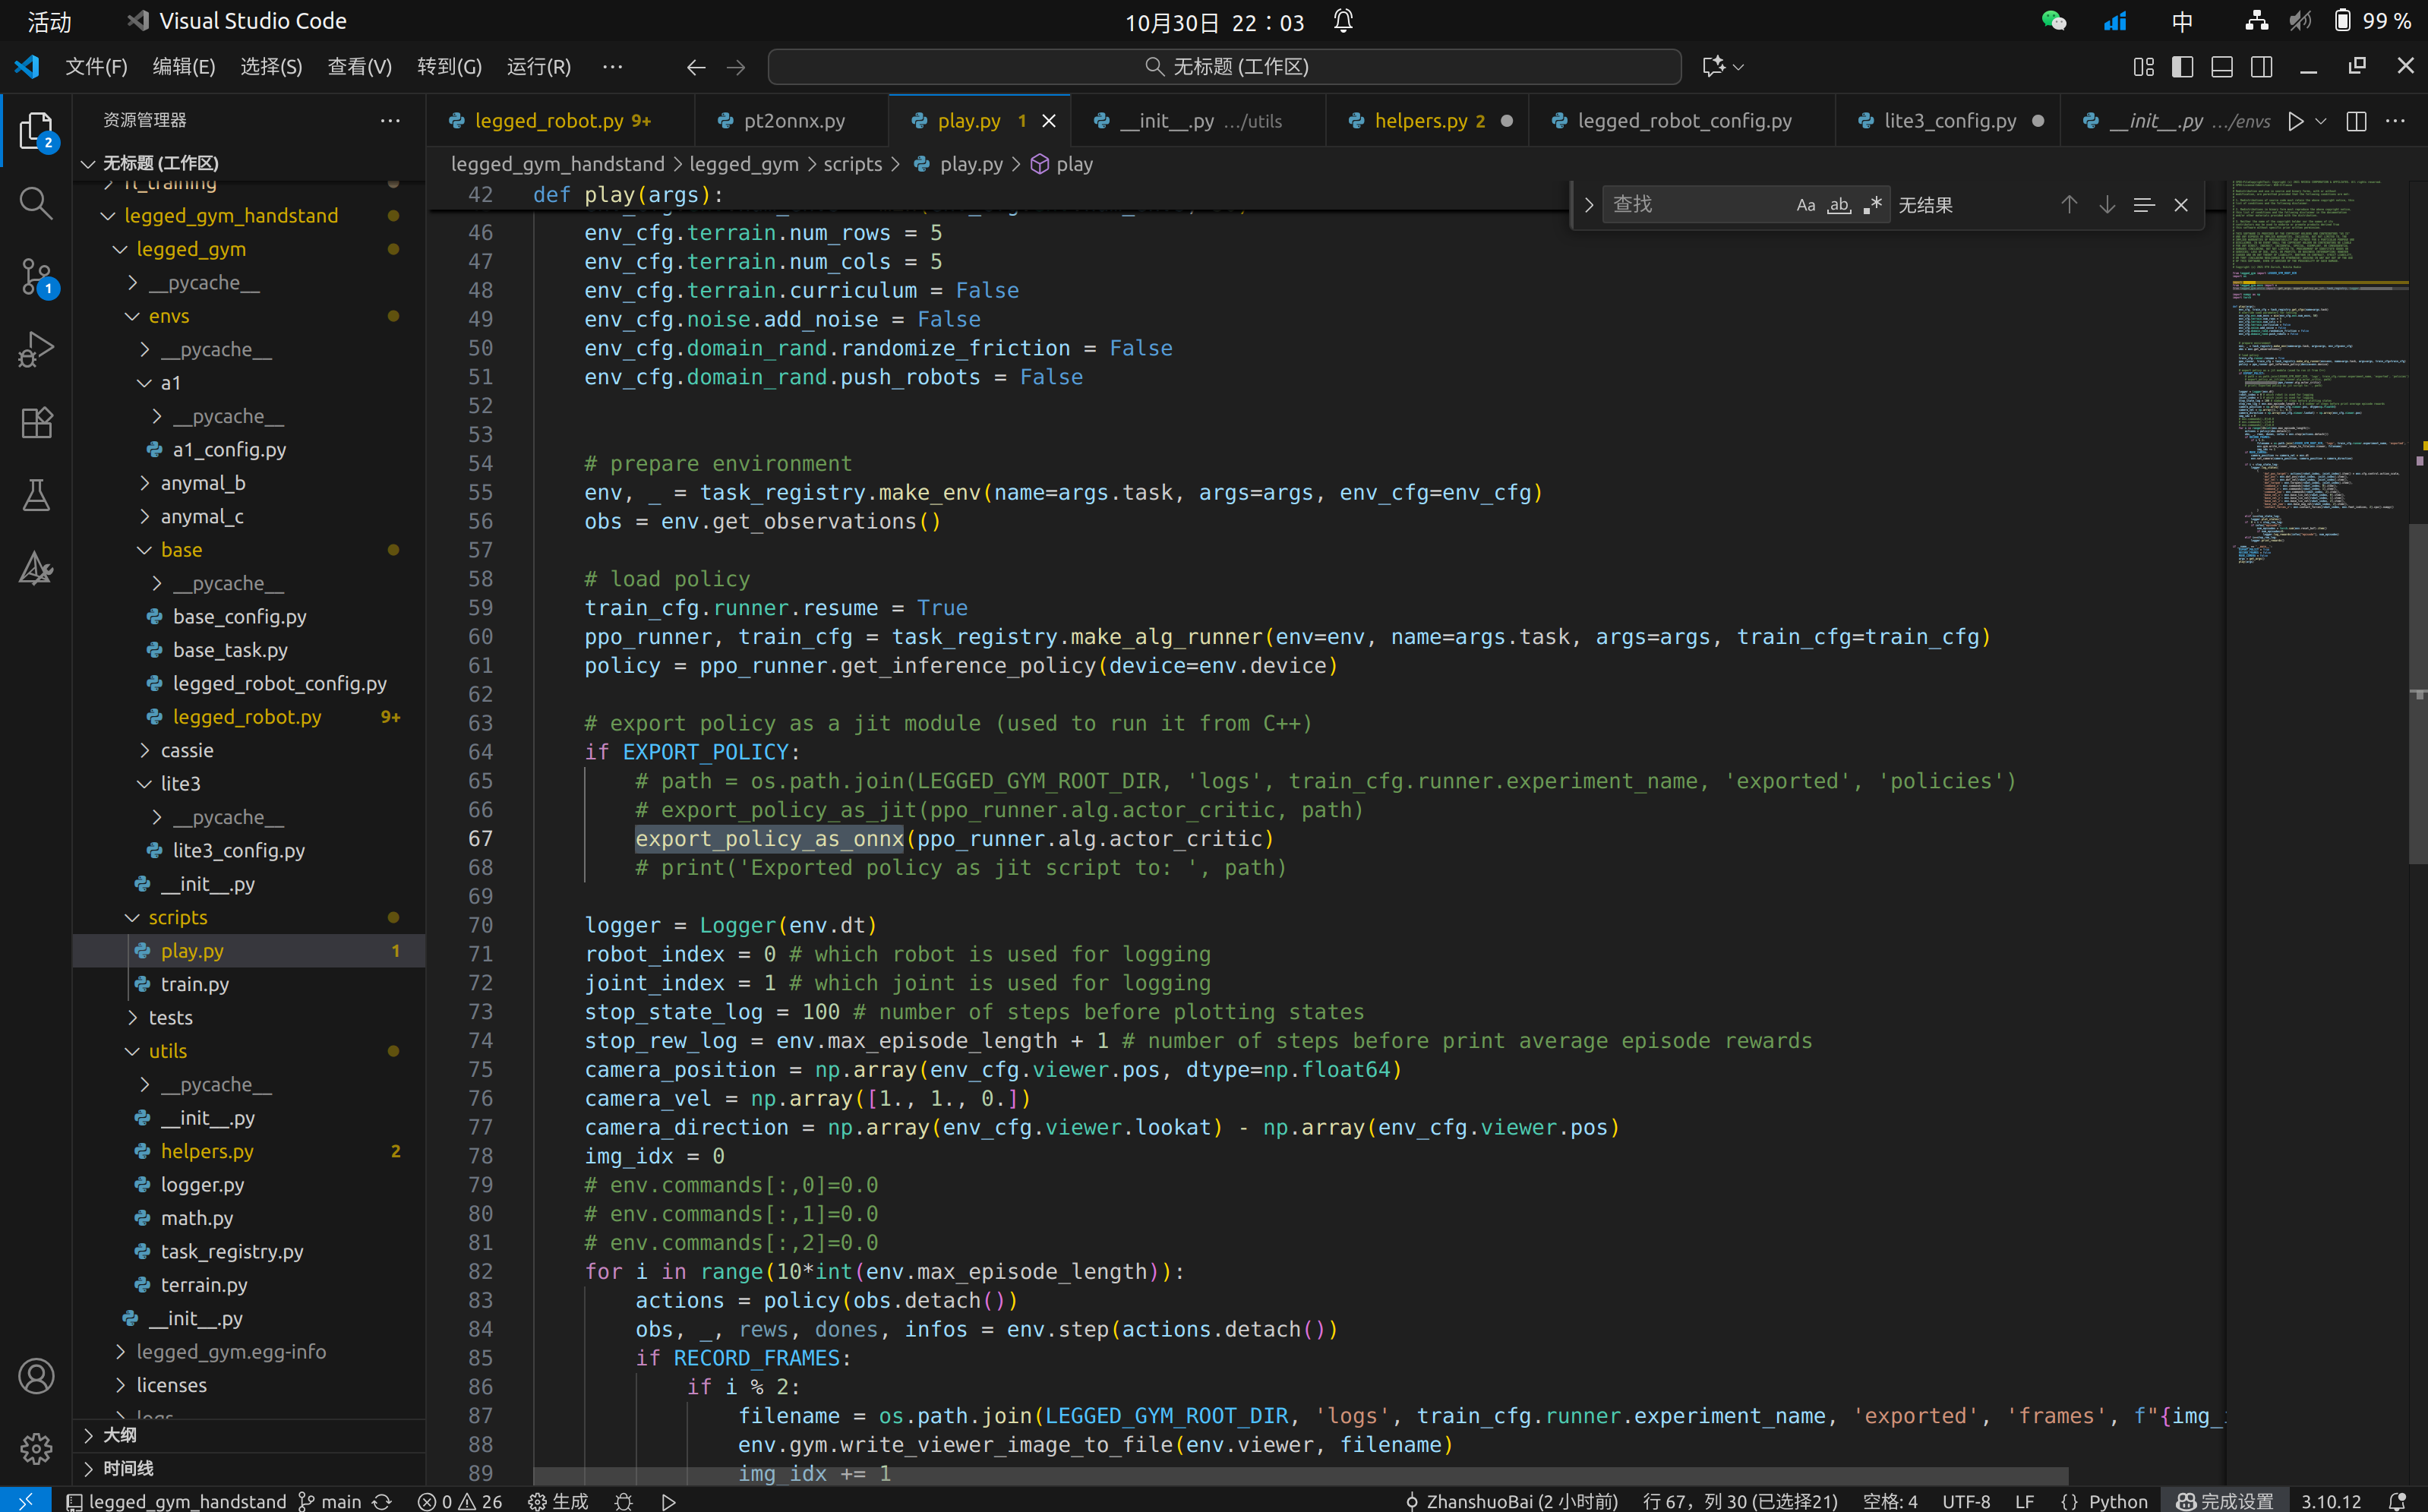 活动
Visual Studio Code
10月30日 22：03
中
99 %
文件(F) 编辑(E) 选择(S) 查看(V) 转到(G) 运行(R) ···
无标题 (工作区)
资源管理器
legged_robot.py 9+
pt2onnx.py
play.py 1
__init__.py .../utils
helpers.py 2
legged_robot_config.py
lite3_config.py
__init__.py .../envs
legged_gym_handstand > legged_gym > scripts > play.py > play
查找
Aa ab .*
无结果
2
1
无标题 (工作区)
rl_training
legged_gym_handstand
legged_gym
__pycache__
envs
__pycache__
a1
__pycache__
a1_config.py
anymal_b
anymal_c
base
__pycache__
base_config.py
base_task.py
legged_robot_config.py
legged_robot.py 9+
cassie
lite3
__pycache__
lite3_config.py
__init__.py
scripts
play.py 1
train.py
tests
utils
__pycache__
__init__.py
helpers.py 2
logger.py
math.py
task_registry.py
terrain.py
__init__.py
legged_gym.egg-info
licenses
logs
大纲
时间线
42 def play(args):
46 env_cfg.terrain.num_rows = 5
47 env_cfg.terrain.num_cols = 5
48 env_cfg.terrain.curriculum = False
49 env_cfg.noise.add_noise = False
50 env_cfg.domain_rand.randomize_friction = False
51 env_cfg.domain_rand.push_robots = False
52
53
54 # prepare environment
55 env, _ = task_registry.make_env(name=args.task, args=args, env_cfg=env_cfg)
56 obs = env.get_observations()
57
58 # load policy
59 train_cfg.runner.resume = True
60 ppo_runner, train_cfg = task_registry.make_alg_runner(env=env, name=args.task, args=args, train_cfg=train_cfg)
61 policy = ppo_runner.get_inference_policy(device=env.device)
62
63 # export policy as a jit module (used to run it from C++)
64 if EXPORT_POLICY:
65 # path = os.path.join(LEGGED_GYM_ROOT_DIR, 'logs', train_cfg.runner.experiment_name, 'exported', 'policies')
66 # export_policy_as_jit(ppo_runner.alg.actor_critic, path)
67 export_policy_as_onnx(ppo_runner.alg.actor_critic)
68 # print('Exported policy as jit script to: ', path)
69
70 logger = Logger(env.dt)
71 robot_index = 0 # which robot is used for logging
72 joint_index = 1 # which joint is used for logging
73 stop_state_log = 100 # number of steps before plotting states
74 stop_rew_log = env.max_episode_length + 1 # number of steps before print average episode rewards
75 camera_position = np.array(env_cfg.viewer.pos, dtype=np.float64)
76 camera_vel = np.array([1., 1., 0.])
77 camera_direction = np.array(env_cfg.viewer.lookat) - np.array(env_cfg.viewer.pos)
78 img_idx = 0
79 # env.commands[:,0]=0.0
80 # env.commands[:,1]=0.0
81 # env.commands[:,2]=0.0
82 for i in range(10*int(env.max_episode_length)):
83 actions = policy(obs.detach())
84 obs, _, rews, dones, infos = env.step(actions.detach())
85 if RECORD_FRAMES:
86 if i % 2:
87 filename = os.path.join(LEGGED_GYM_ROOT_DIR, 'logs', train_cfg.runner.experiment_name, 'exported', 'frames', f"{img_
88 env.gym.write_viewer_image_to_file(env.viewer, filename)
89 img_idx += 1
legged_gym_handstand main 0 26 生成
ZhanshuoBai (2 小时前) 行 67，列 30 (已选择21) 空格: 4 UTF-8 LF {} Python 完成设置 3.10.12